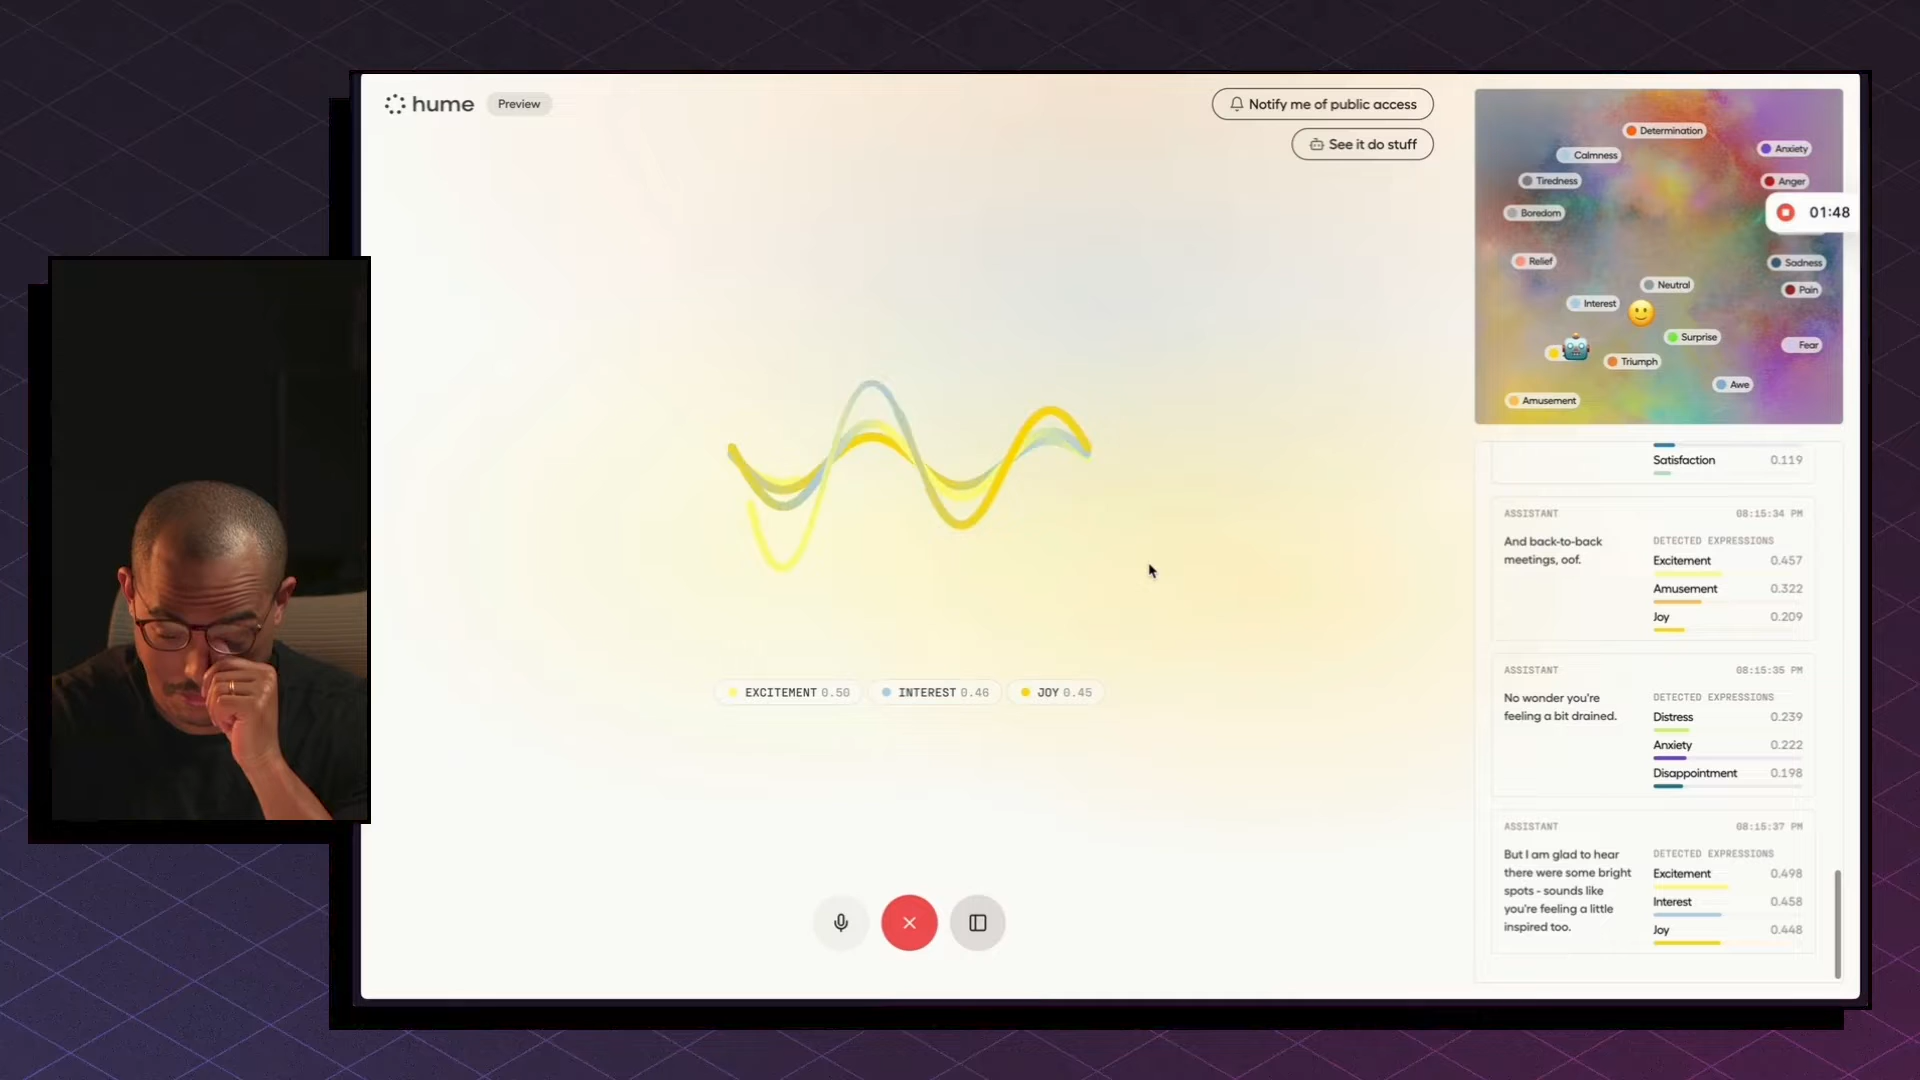 hume
Preview
Notify me of public access
See it do stuff
Determination
Calmness
Anxiety
Tiredness
Anger
Boredom
01:48
Relief
Sadness
Neutral
Pain
Interest
Surprise
Fear
Triumph
Awe
Amusement
EXCITEMENT 0.50
INTEREST 0.46
JOY 0.45
Satisfaction 0.119
ASSISTANT 08:15:34 PM
And back-to-back
meetings, oof.
DETECTED EXPRESSIONS
Excitement 0.457
Amusement 0.322
Joy 0.209
ASSISTANT 08:15:35 PM
No wonder you're
feeling a bit drained.
DETECTED EXPRESSIONS
Distress 0.239
Anxiety 0.222
Disappointment 0.198
ASSISTANT 08:15:37 PM
But I am glad to hear
there were some bright
spots - sounds like
you're feeling a little
inspired too.
DETECTED EXPRESSIONS
Excitement 0.498
Interest 0.458
Joy 0.448